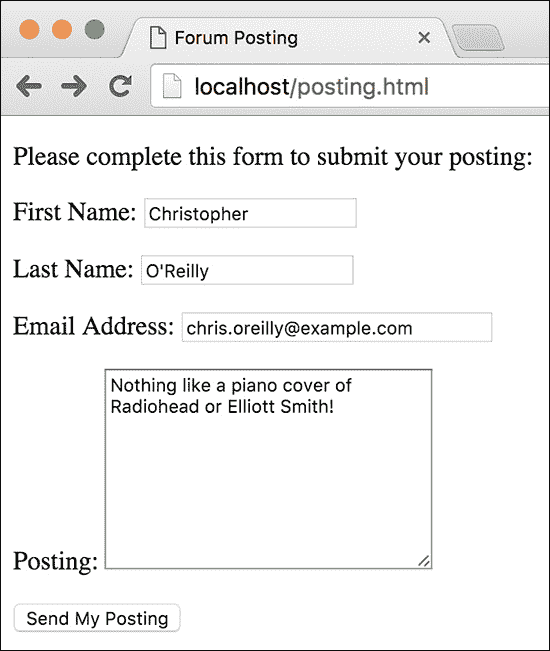 Forum Posting
localhost/posting.html
Please complete this form to submit your posting:
First Name: Christopher
Last Name: O'Reilly
Email Address: chris.oreilly@example.com
Nothing like a piano cover of
Radiohead or Elliott Smith!
Posting:
Send My Posting